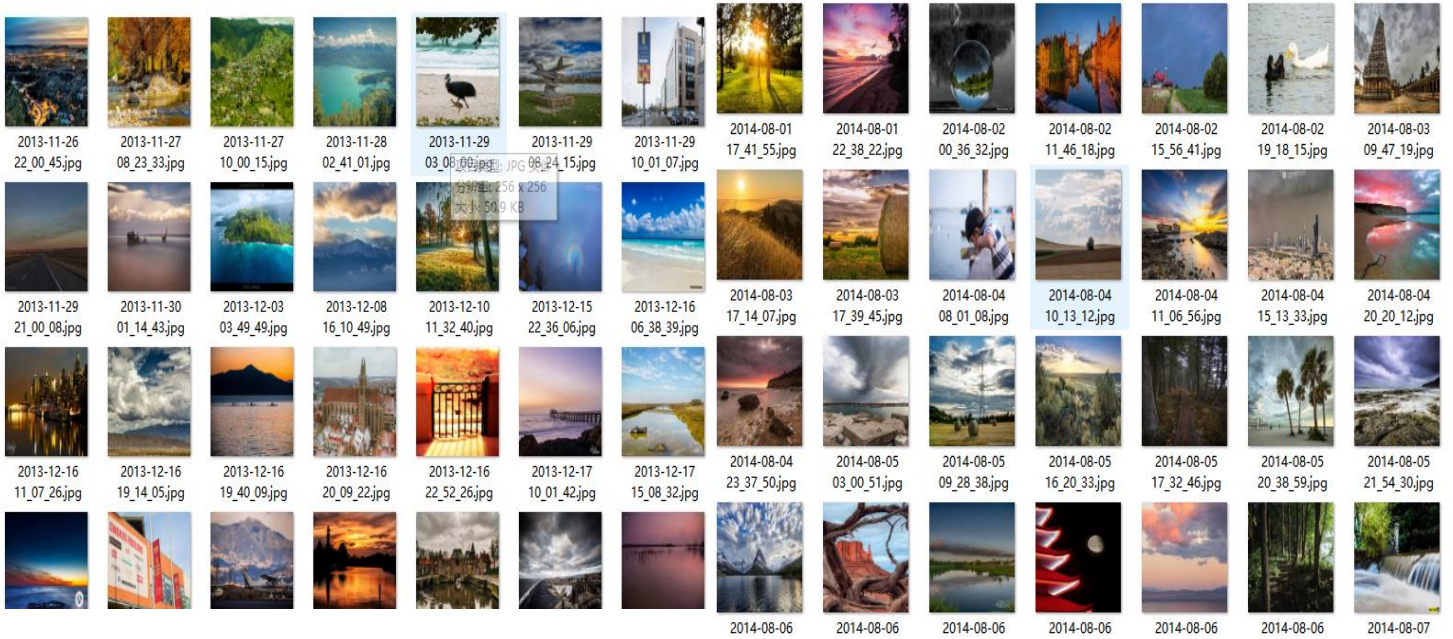 2013-11-26
22_00_45.jpg
2013-11-27
08_23_33.jpg
2013-11-27
10_00_15.jpg
2013-11-28
02_41_01.jpg
2013-11-29
03_08_00.jpg
2013-11-29
08_24_15.jpg
2013-11-29
10_01_07.jpg
JPG
分辨率: 256 x 256
大小: 50.9 KB
2013-11-29
21_00_08.jpg
2013-11-30
01_14_43.jpg
2013-12-03
03_49_49.jpg
2013-12-08
16_10_49.jpg
2013-12-10
11_32_40.jpg
2013-12-15
22_36_06.jpg
2013-12-16
06_38_39.jpg
2013-12-16
11_07_26.jpg
2013-12-16
19_14_05.jpg
2013-12-16
19_40_09.jpg
2013-12-16
20_09_22.jpg
2013-12-16
22_52_26.jpg
2013-12-17
10_01_42.jpg
2013-12-17
15_08_32.jpg
2014-08-01
17_41_55.jpg
2014-08-01
22_38_22.jpg
2014-08-02
00_36_32.jpg
2014-08-02
11_46_18.jpg
2014-08-02
15_56_41.jpg
2014-08-02
19_18_15.jpg
2014-08-03
09_47_19.jpg
2014-08-03
17_14_07.jpg
2014-08-03
17_39_45.jpg
2014-08-04
08_01_08.jpg
2014-08-04
10_13_12.jpg
2014-08-04
11_06_56.jpg
2014-08-04
15_13_33.jpg
2014-08-04
20_20_12.jpg
2014-08-04
23_37_50.jpg
2014-08-05
03_00_51.jpg
2014-08-05
09_28_38.jpg
2014-08-05
16_20_33.jpg
2014-08-05
17_32_46.jpg
2014-08-05
20_38_59.jpg
2014-08-05
21_54_30.jpg
2014-08-06
2014-08-06
2014-08-06
2014-08-06
2014-08-06
2014-08-06
2014-08-07